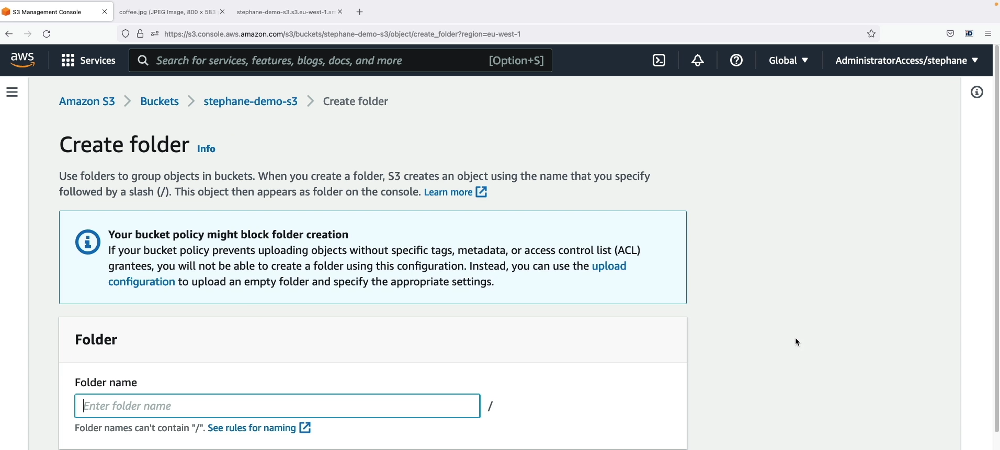 S3 Management Console
coffee.jpg (JPEG Image, 800 × 583
stephane-demo-s3.s3.eu-west-1.am
https://s3.console.aws.amazon.com/s3/buckets/stephane-demo-s3/object/create_folder?region=eu-west-1
aws
Services
Search for services, features, blogs, docs, and more
[Option+S]
Global
AdministratorAccess/stephane
Amazon S3
Buckets
stephane-demo-s3
Create folder
Create folder Info
Use folders to group objects in buckets. When you create a folder, S3 creates an object using the name that you specify
followed by a slash (/). This object then appears as folder on the console. Learn more
Your bucket policy might block folder creation
If your bucket policy prevents uploading objects without specific tags, metadata, or access control list (ACL)
grantees, you will not be able to create a folder using this configuration. Instead, you can use the upload
configuration to upload an empty folder and specify the appropriate settings.
Folder
Folder name
Enter folder name /
Folder names can't contain "/". See rules for naming